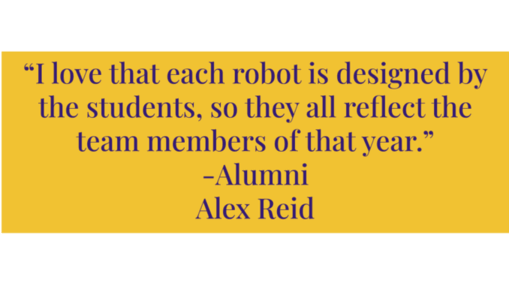 “I love that each robot is designed by
the students, so they all reflect the
team members of that year.”
-Alumni
Alex Reid